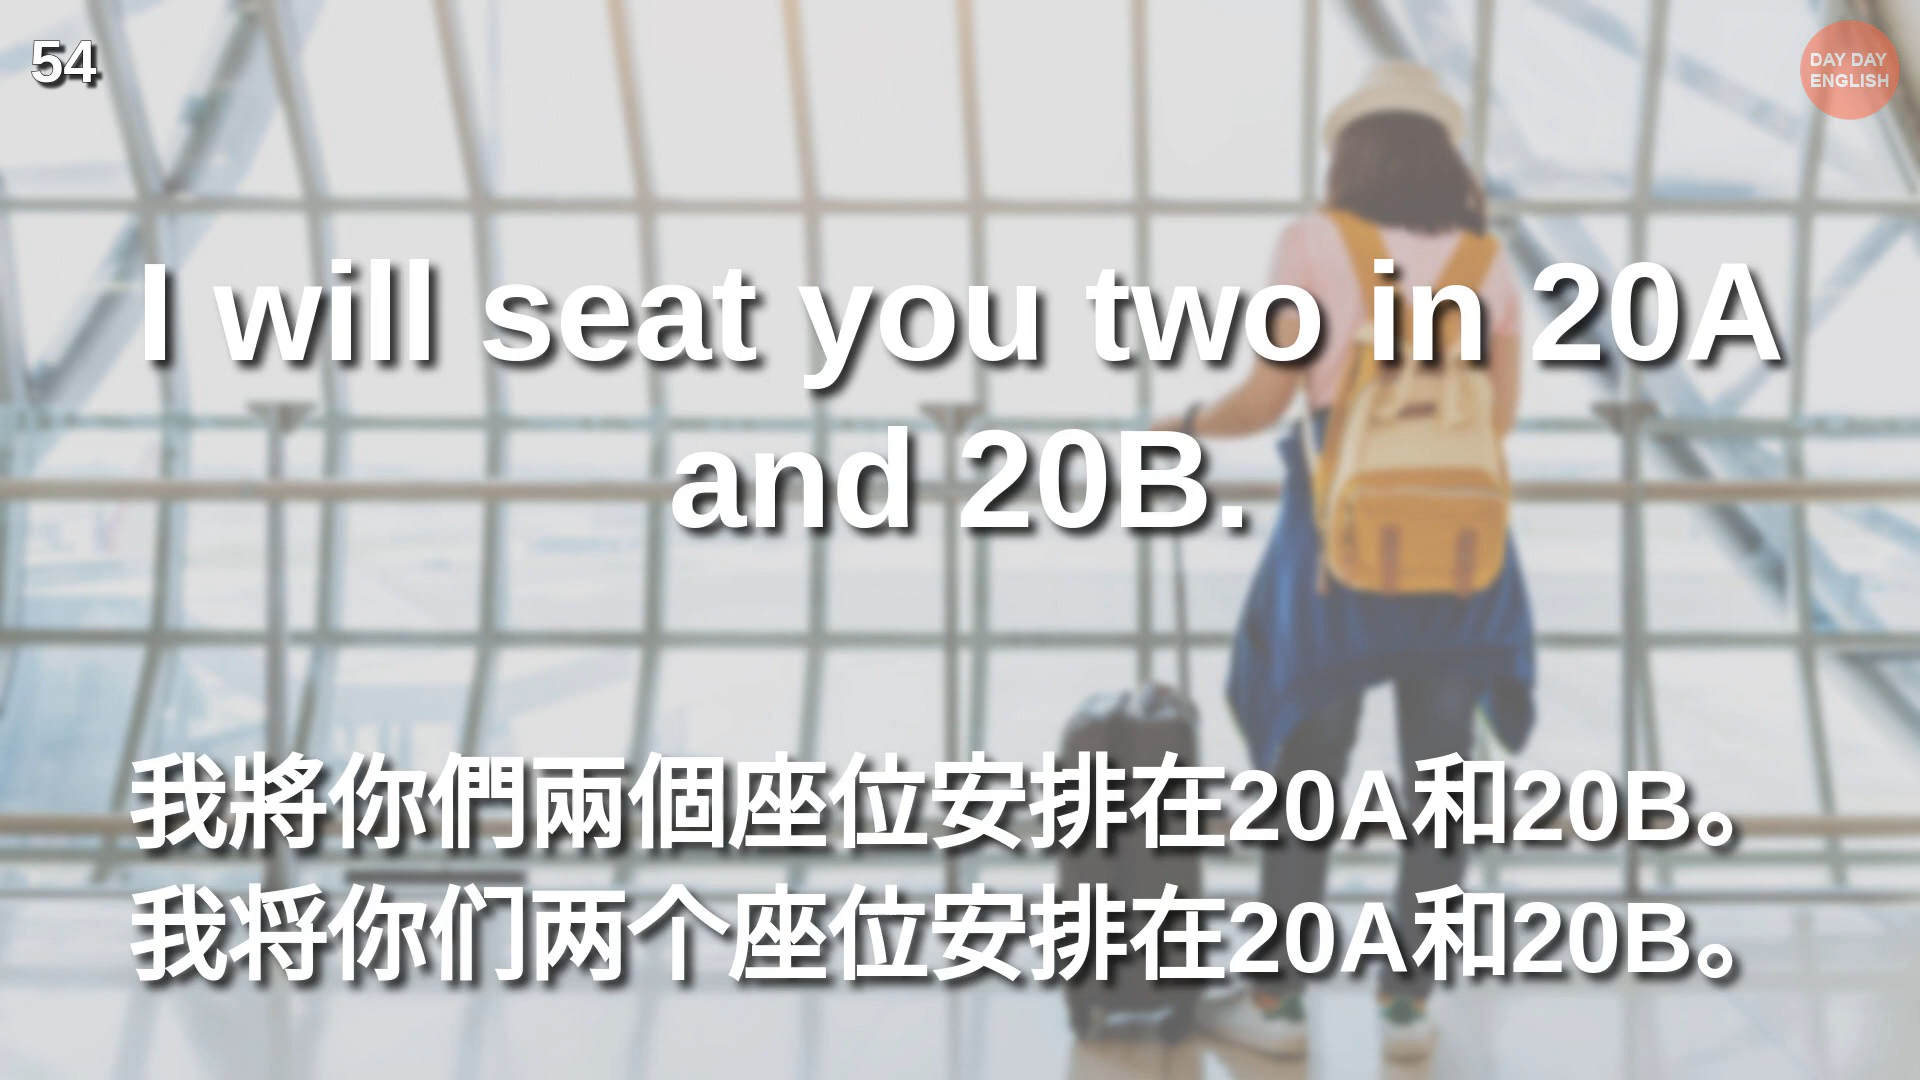 54
DAY DAY
ENGLISH
I will seat you two in 20A
and 20B.
我將你們兩個座位安排在20A和20B。
我将你们两个座位安排在20A和20B。